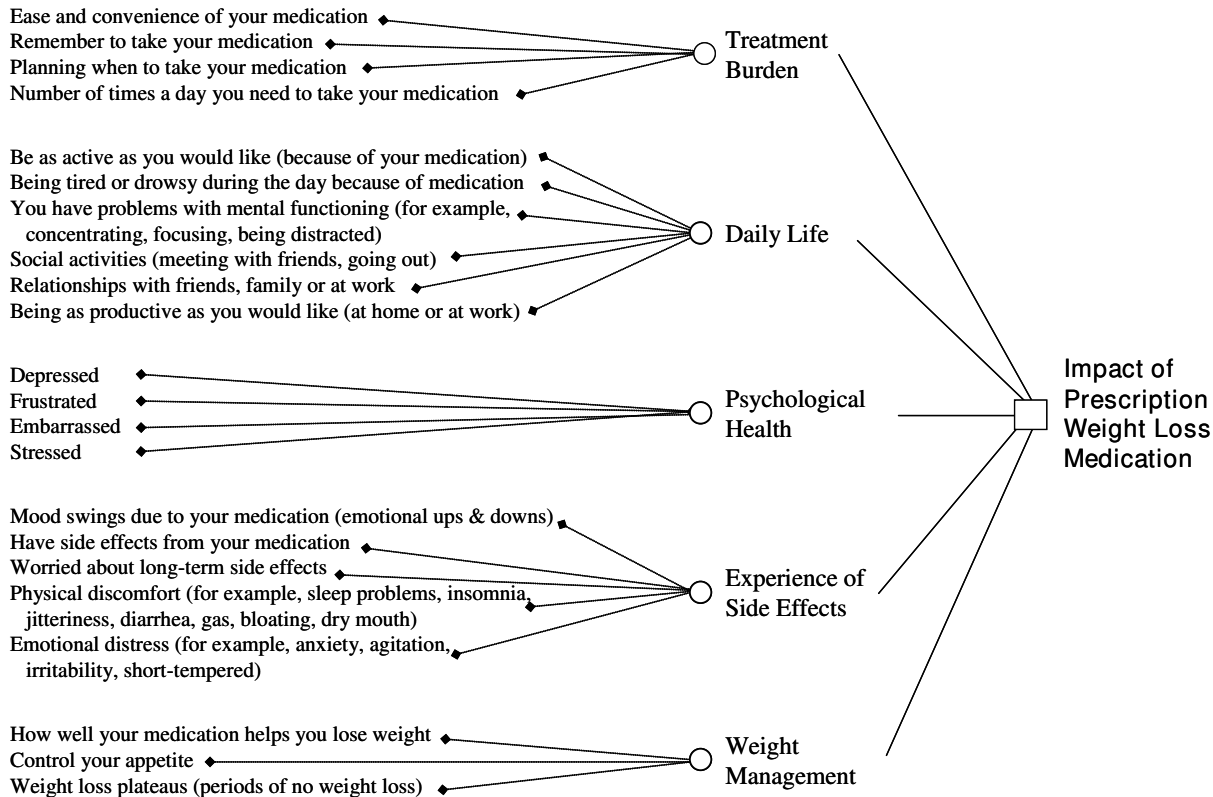 Ease and convenience of your medication
Remember to take your medication
Planning when to take your medication
Number of times a day you need to take your medication
Treatment
Burden
Be as active as you would like (because of your medication)
Being tired or drowsy during the day because of medication
You have problems with mental functioning (for example,
concentrating, focusing, being distracted)
Social activities (meeting with friends, going out)
Relationships with friends, family or at work
Being as productive as you would like (at home or at work)
Daily Life
Depressed
Frustrated
Embarrassed
Stressed
Psychological
Health
Mood swings due to your medication (emotional ups & downs)
Have side effects from your medication
Worried about long-term side effects
Physical discomfort (for example, sleep problems, insomnia,
jitteriness, diarrhea, gas, bloating, dry mouth)
Emotional distress (for example, anxiety, agitation,
irritability, short-tempered)
Experience of
Side Effects
How well your medication helps you lose weight
Control your appetite
Weight loss plateaus (periods of no weight loss)
Weight
Management
Impact of
Prescription
Weight Loss
Medication